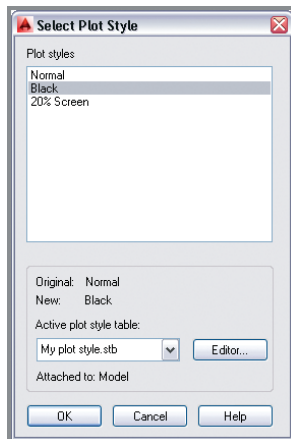 Select Plot Style
Plot styles
Normal
Black
20% Screen
Original: Normal
New: Black
Active plot style table:
My plot style.stb
Editor...
Attached to: Model
OK Cancel Help